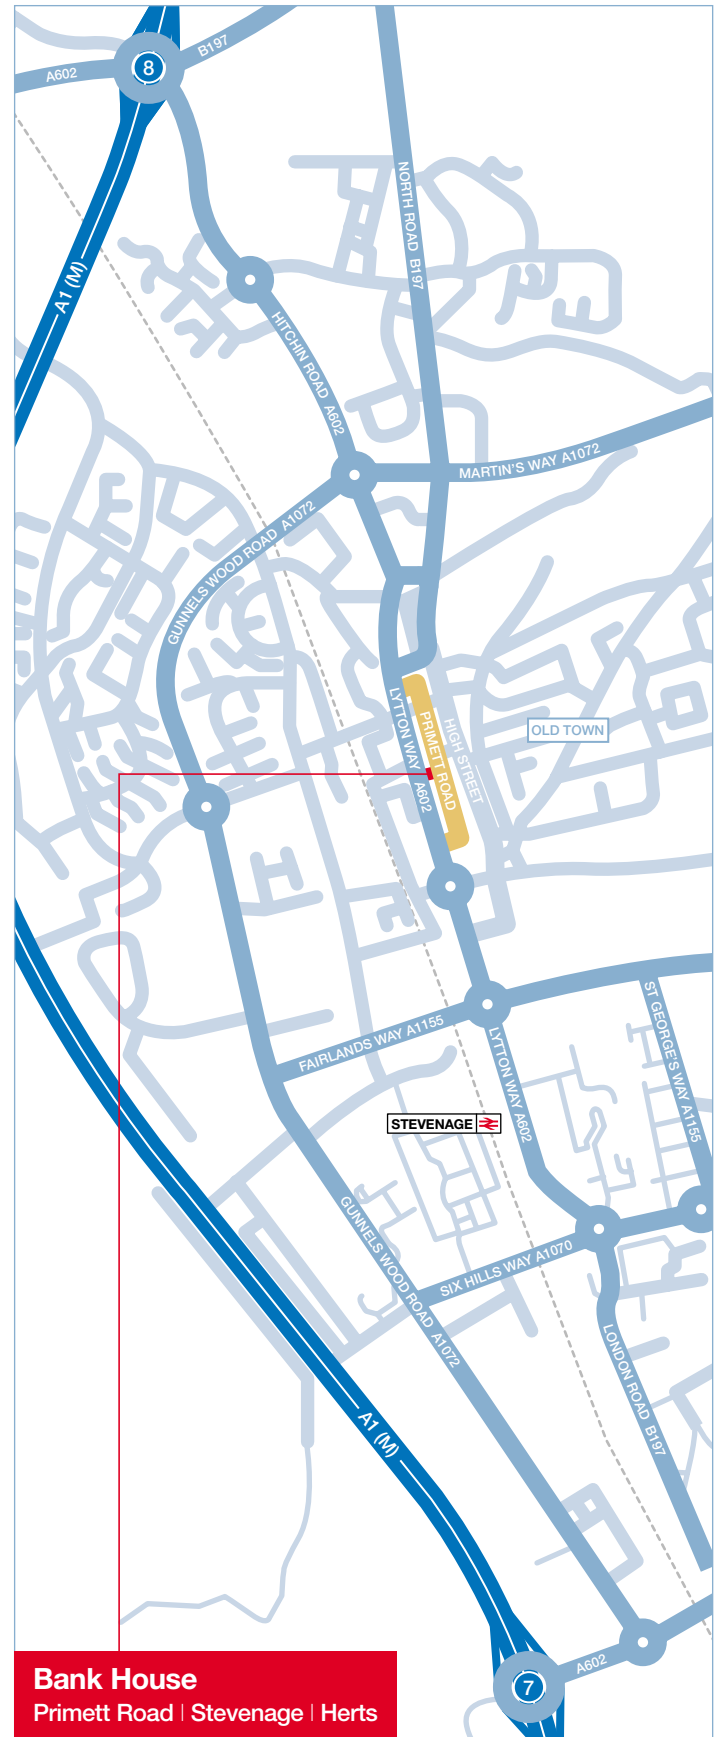 B197
8
A602
NORTH ROAD B197
A1 (M)
HITCHIN ROAD A602
MARTIN'S WAY A1072
GUNNELS WOOD ROAD A1072
LYTTON WAY A602
PRIMETT ROAD
HIGH STREET
OLD TOWN
ST GEORGE'S WAY A1155
FAIRLANDS WAY A1155
LYTTON WAY A602
STEVENAGE
GUNNELS WOOD ROAD A1072
SIX HILLS WAY A1070
LONDON ROAD B197
A1 (M)
A602
7
Bank House
Primett Road | Stevenage | Herts